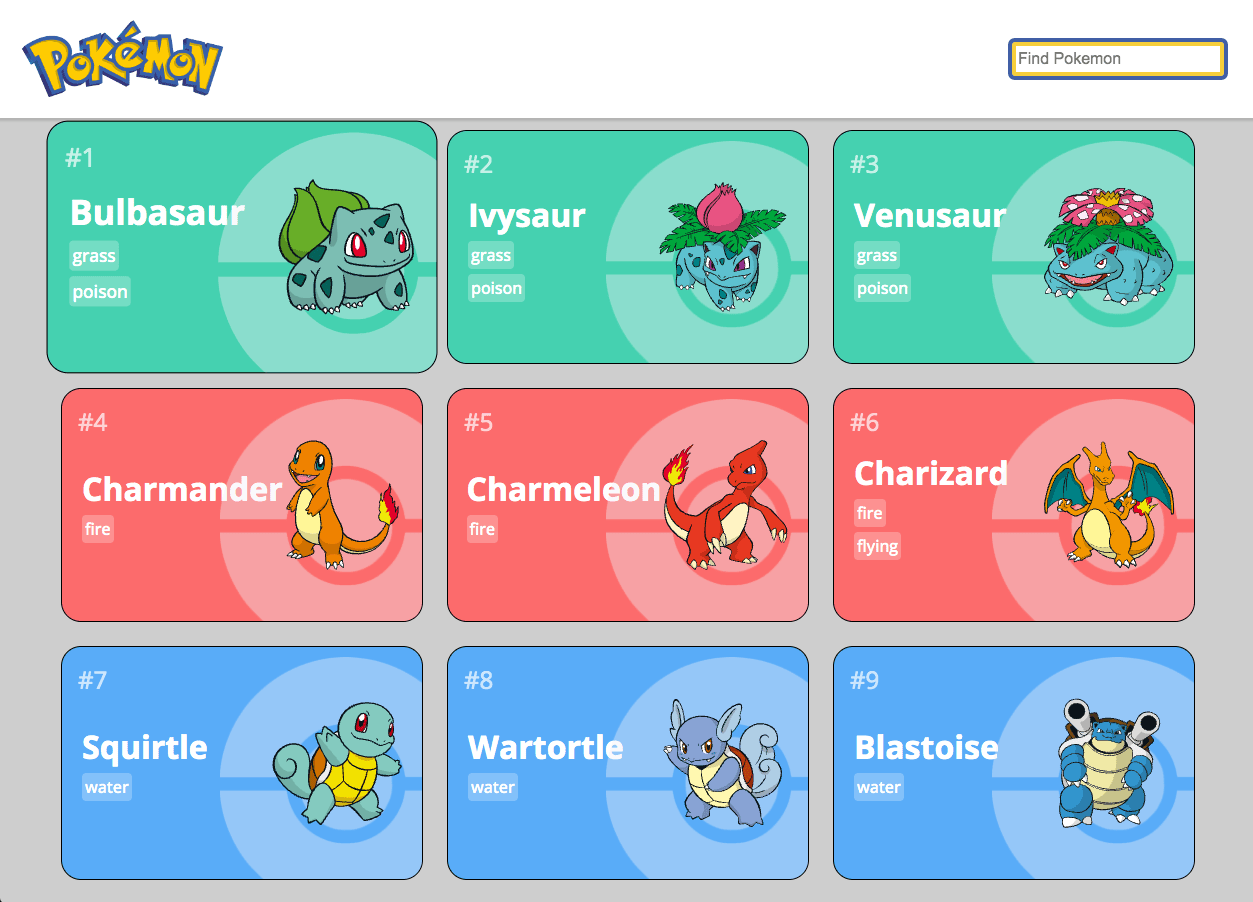 POKéMON
Find Pokemon
#1
Bulbasaur
grass
poison
#2
Ivysaur
grass
poison
#3
Venusaur
grass
poison
#4
Charmander
fire
#5
Charmeleon
fire
#6
Charizard
fire
flying
#7
Squirtle
water
#8
Wartortle
water
#9
Blastoise
water